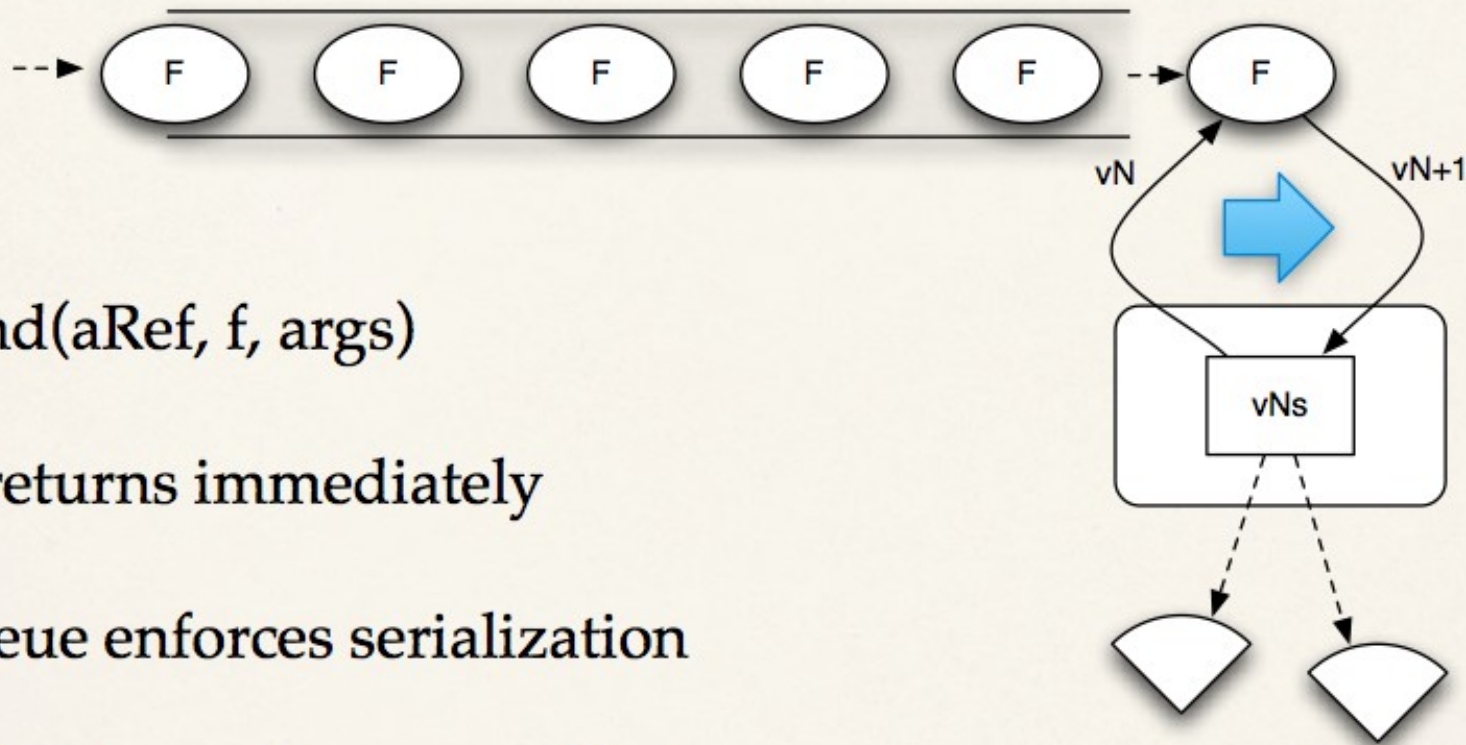 F F F F F F
vN vN+1
nd(aRef, f, args)
vNs
returns immediately
eue enforces serialization